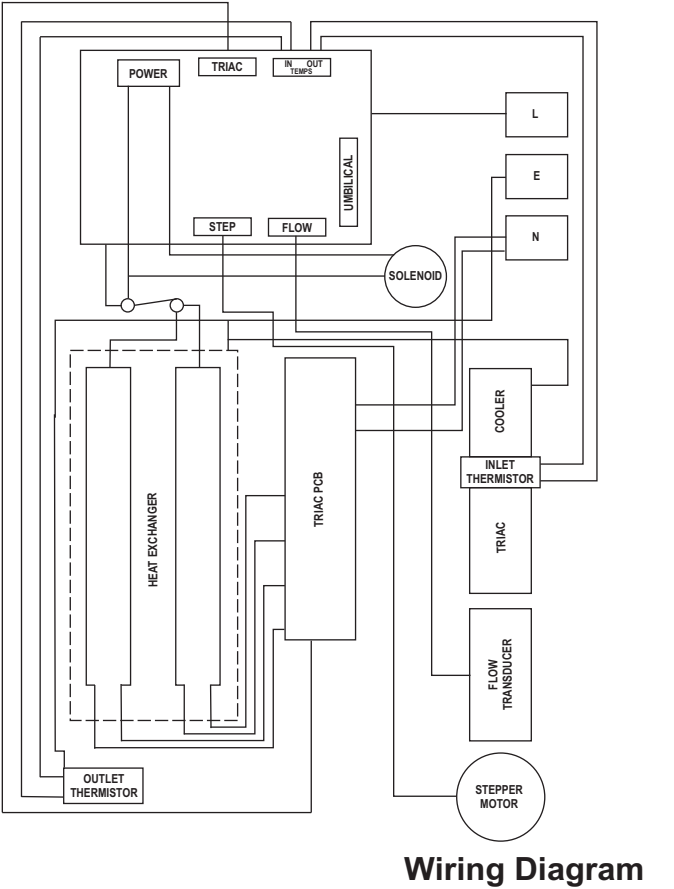 POWER
TRIAC
IN OUT
TEMPS
L
UMBILICAL
E
STEP
FLOW
N
SOLENOID
COOLER
INLET
THERMISTOR
HEAT EXCHANGER
TRIAC PCB
TRIAC
FLOW
TRANSDUCER
OUTLET
THERMISTOR
STEPPER
MOTOR
Wiring Diagram